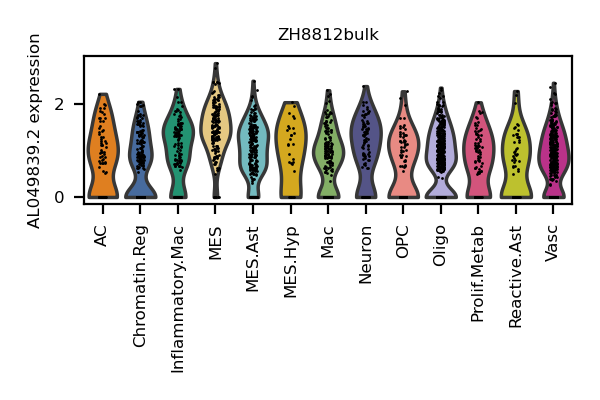 ZH8812bulk
AL049839.2 expression
2
0
AC
Chromatin.Reg
Inflammatory.Mac
MES
MES.Ast
MES.Hyp
Mac
Neuron
OPC
Oligo
Prolif.Metab
Reactive.Ast
Vasc